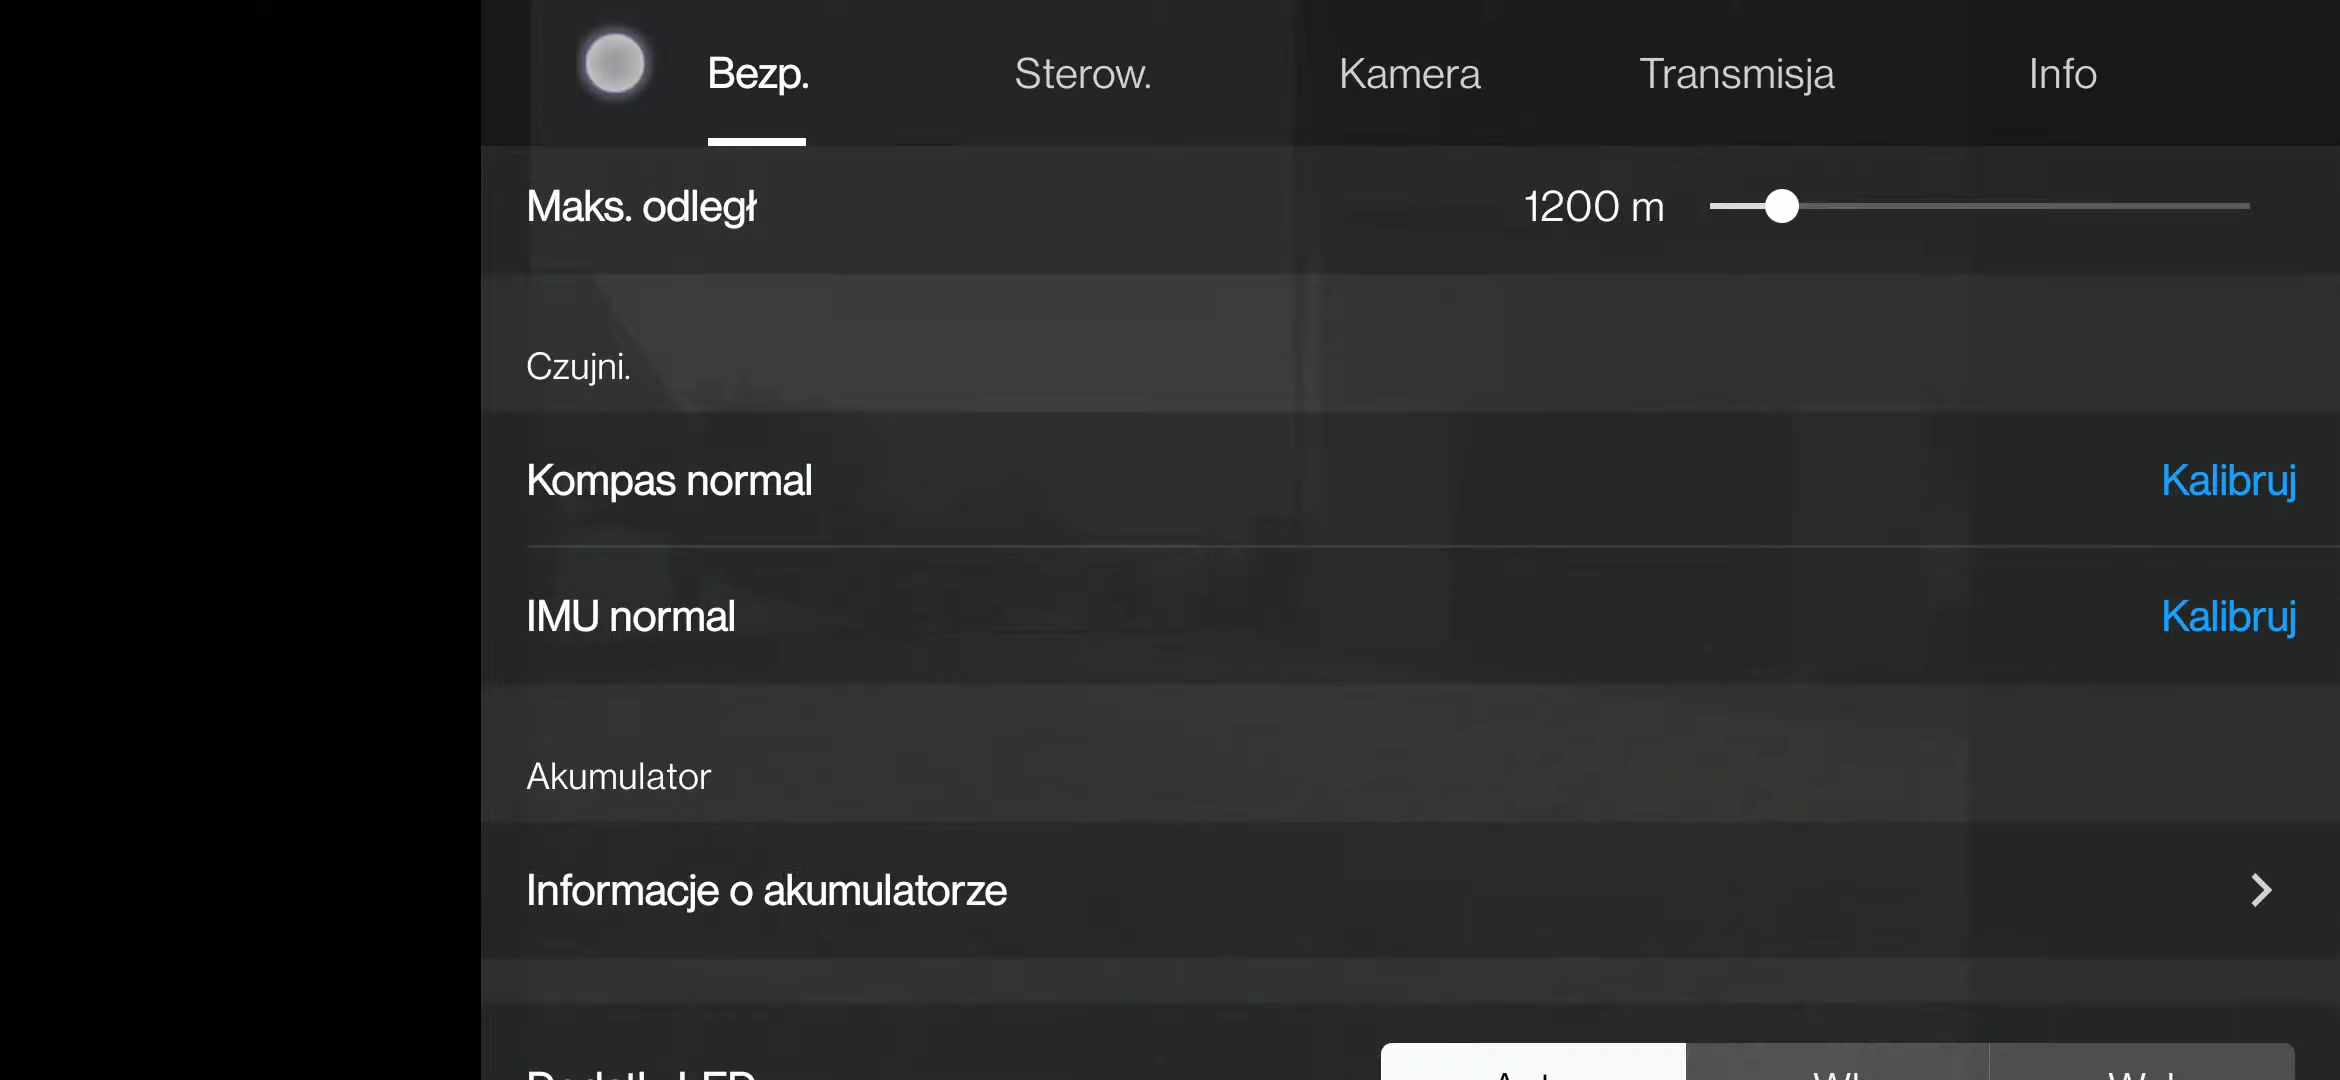 Bezp. Sterow. Kamera Transmisja Info
Maks. odległ 1200 m
Czujni.
Kompas normal Kalibruj
IMU normal Kalibruj
Akumulator
Informacje o akumulatorze